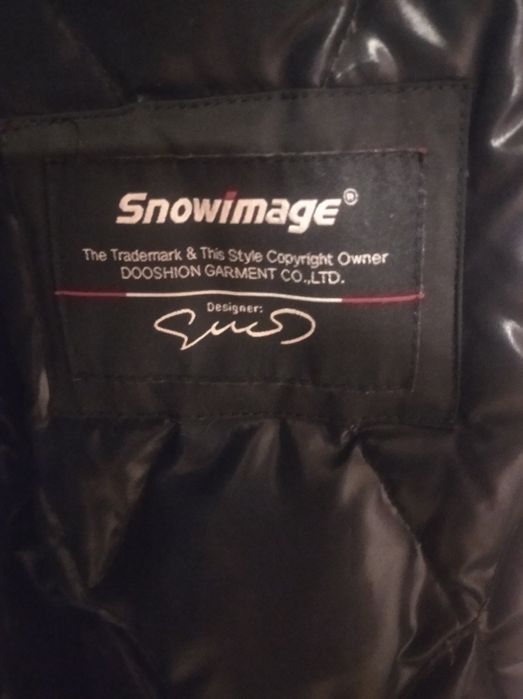 Snowimage®
The Trademark & This Style Copyright Owner
DOOSHION GARMENT CO.,LTD.
Designer: